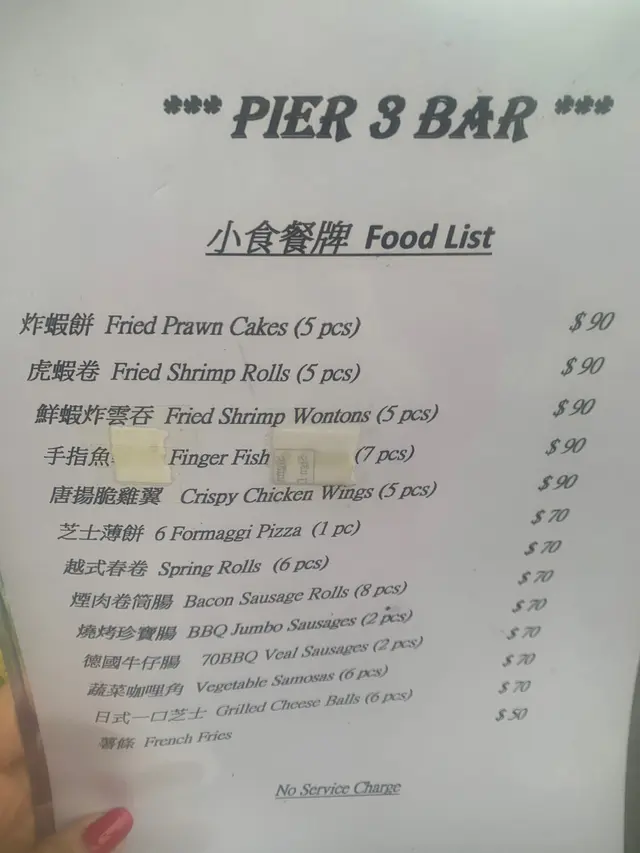 *** PIER 3 BAR ***
小食餐牌 Food List
炸蝦餅 Fried Prawn Cakes (5 pcs) $ 90
虎蝦卷 Fried Shrimp Rolls (5 pcs) $ 90
鮮蝦炸雲吞 Fried Shrimp Wontons (5 pcs) $ 90
手指魚 Finger Fish (7 pcs) $ 90
唐揚脆雞翼 Crispy Chicken Wings (5 pcs) $ 90
芝士薄餅 6 Formaggi Pizza (1 pc) $ 70
越式春卷 Spring Rolls (6 pcs) $ 70
煙肉卷筒腸 Bacon Sausage Rolls (8 pcs) $ 70
燒烤珍寶腸 BBQ Jumbo Sausages (2 pcs) $ 70
德國牛仔腸 70BBQ Veal Sausages (2 pcs) $ 70
蔬菜咖哩角 Vegetable Samosas (6 pcs) $ 70
日式一口芝士 Grilled Cheese Balls (6 pcs) $ 70
薯條 French Fries $ 50
No Service Charge